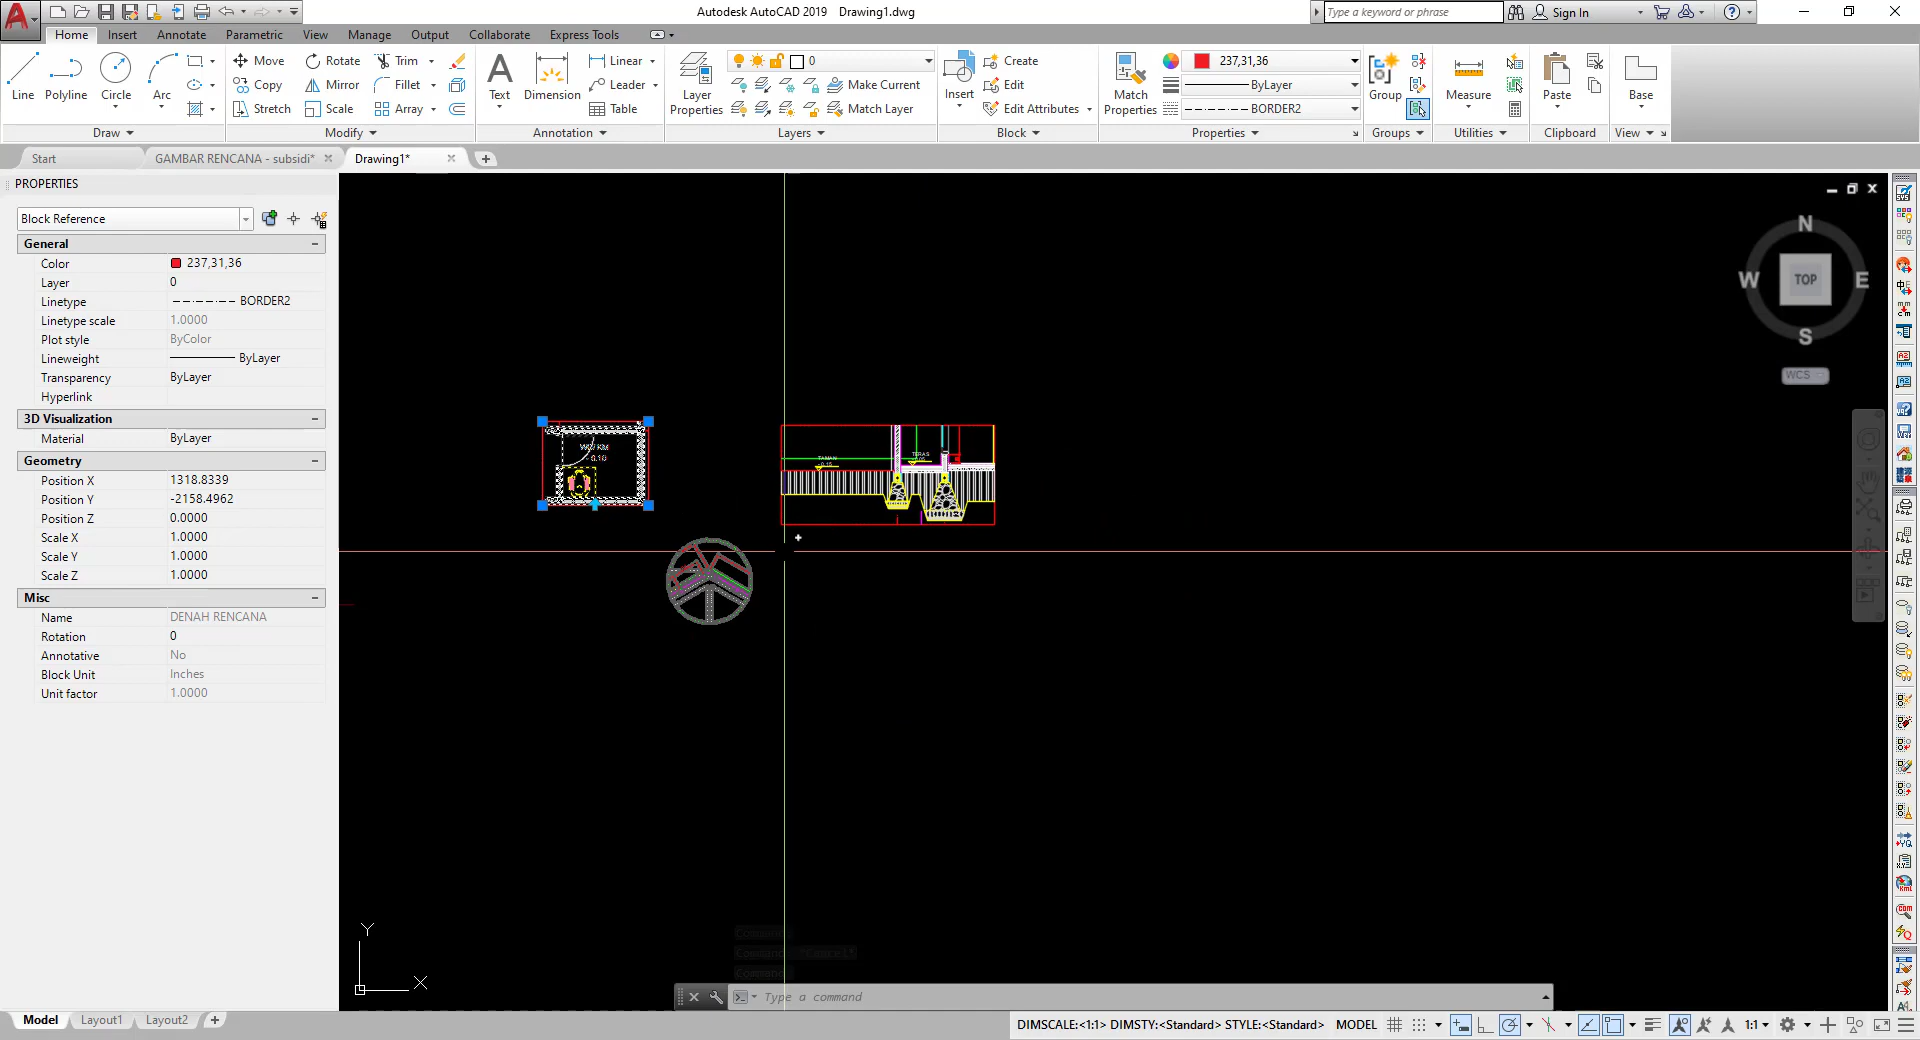 Autodesk AutoCAD 2019 Drawing1.dwg
Type a keyword or phrase
Sign In
Home Insert Annotate Parametric View Manage Output Collaborate Express Tools
Line
Polyline
Circle
Arc
Draw
Move
Rotate
Trim
Copy
Mirror
Fillet
Stretch
Scale
Array
Modify
Text
Dimension
Linear
Leader
Table
Annotation
Layer
Properties
0
Make Current
Match Layer
Layers
Insert
Create
Edit
Edit Attributes
Block
Match
Properties
237,31,36
ByLayer
BORDER2
Properties
Group
Groups
Measure
Utilities
Paste
Clipboard
Base
View
Start
GAMBAR RENCANA - subsidi*
Drawing1*
PROPERTIES
Block Reference
General
Color 237,31,36
Layer 0
Linetype BORDER2
Linetype scale 1.0000
Plot style ByColor
Lineweight ByLayer
Transparency ByLayer
Hyperlink
3D Visualization
Material ByLayer
Geometry
Position X 1318.8339
Position Y -2158.4962
Position Z 0.0000
Scale X 1.0000
Scale Y 1.0000
Scale Z 1.0000
Misc
Name DENAH RENCANA
Rotation 0
Annotative No
Block Unit Inches
Unit factor 1.0000
N
W TOP E
S
WCS
TAMAN
TERAS
Y
X
Command:
Command:
Command:
Type a command
Model Layout1 Layout2
DIMSCALE:<1:1> DIMSTY:<Standard> STYLE:<Standard> MODEL 1:1